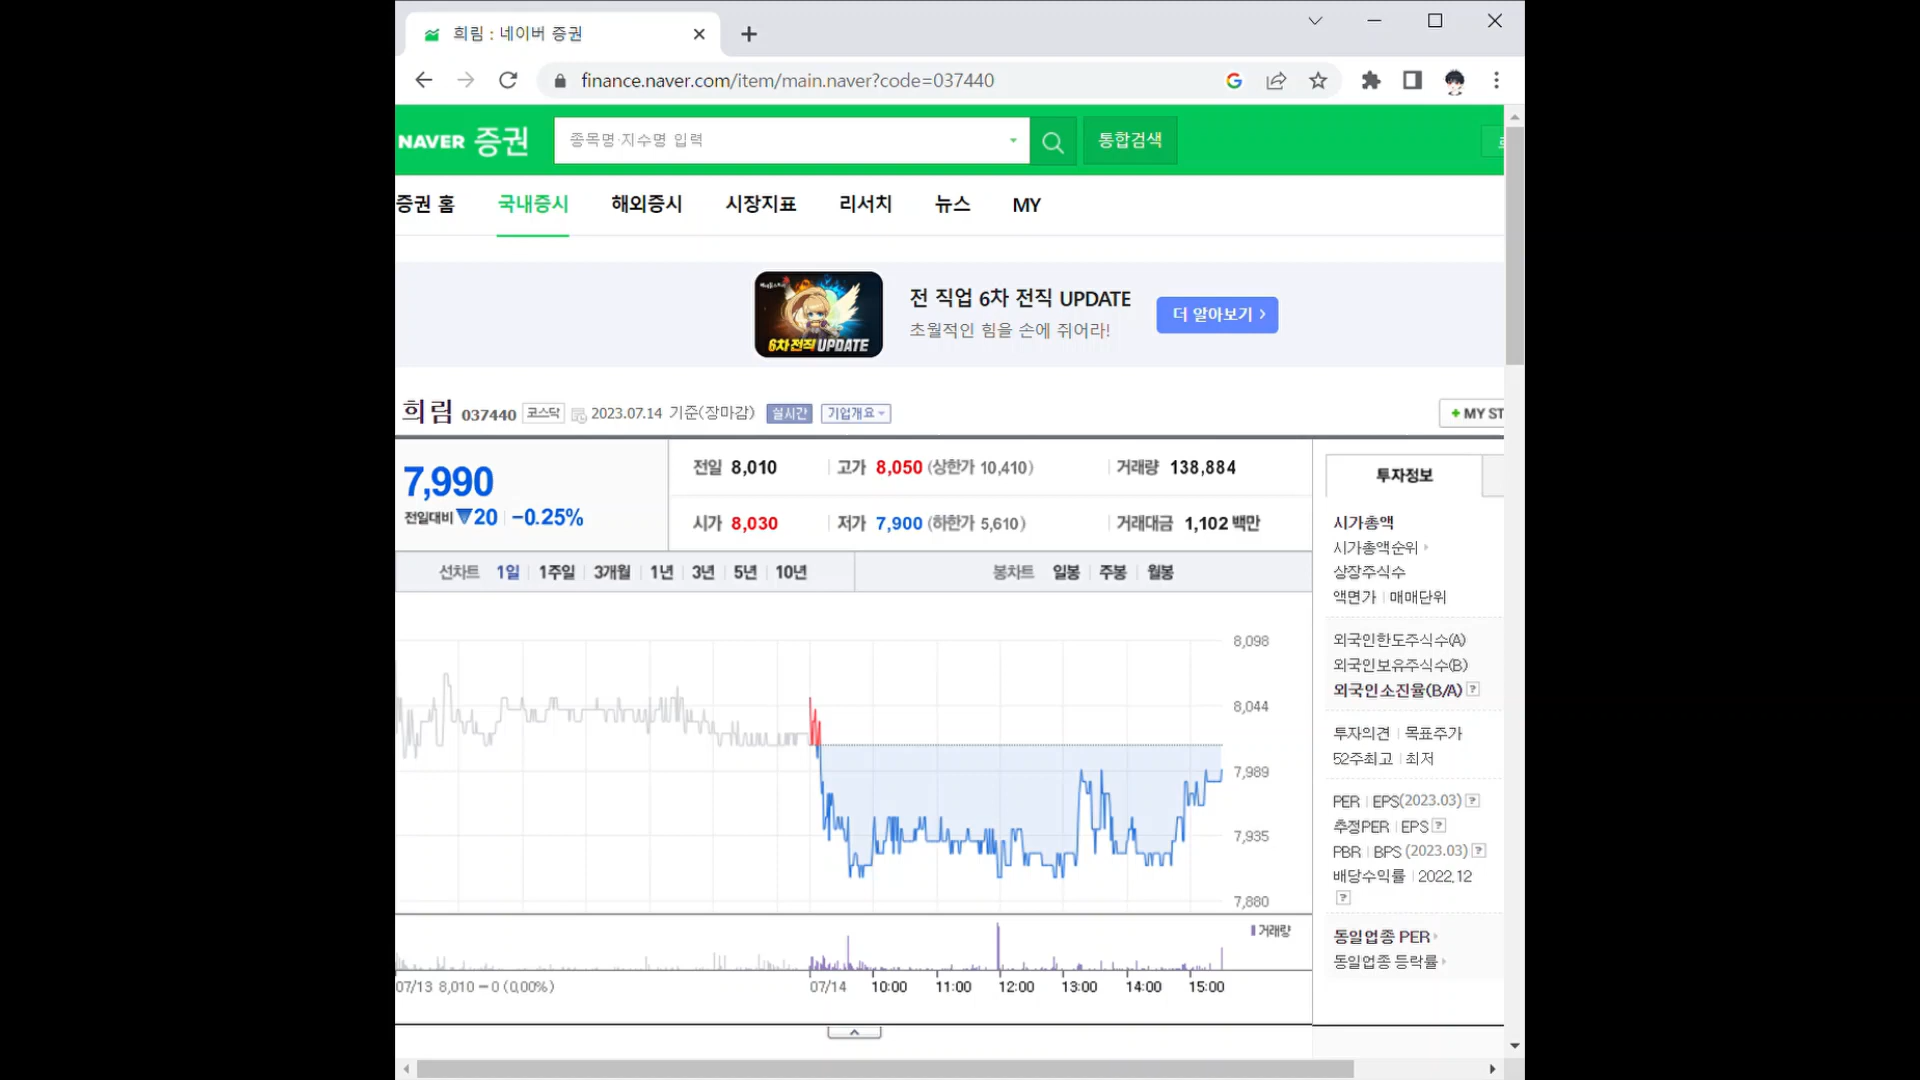 희림 : 네이버 증권
finance.naver.com/item/main.naver?code=037440
NAVER 증권
종목명·지수명 입력
통합검색
증권 홈 국내증시 해외증시 시장지표 리서치 뉴스 MY
6차전직 UPDATE
전 직업 6차 전직 UPDATE
초월적인 힘을 손에 쥐어라!
더 알아보기 >
희림 037440 코스닥 2023.07.14 기준(장마감) 실시간 기업개요
+ MY ST
7,990
전일대비 ▼20 -0.25%
전일 8,010 고가 8,050 (상한가 10,410) 거래량 138,884
시가 8,030 저가 7,900 (하한가 5,610) 거래대금 1,102 백만
선차트 1일 1주일 3개월 1년 3년 5년 10년 봉차트 일봉 주봉 월봉
8,098
8,044
7,989
7,935
7,880
거래량
07/13 8,010 - 0 (0,00%) 07/14 10:00 11:00 12:00 13:00 14:00 15:00
투자정보
시가총액
시가총액순위
상장주식수
액면가 | 매매단위
외국인한도주식수(A)
외국인보유주식수(B)
외국인소진율(B/A) ?
투자의견 | 목표주가
52주최고 | 최저
PER | EPS(2023.03) ?
추정PER | EPS ?
PBR | BPS (2023.03) ?
배당수익률 | 2022.12
?
동일업종 PER
동일업종 등락률